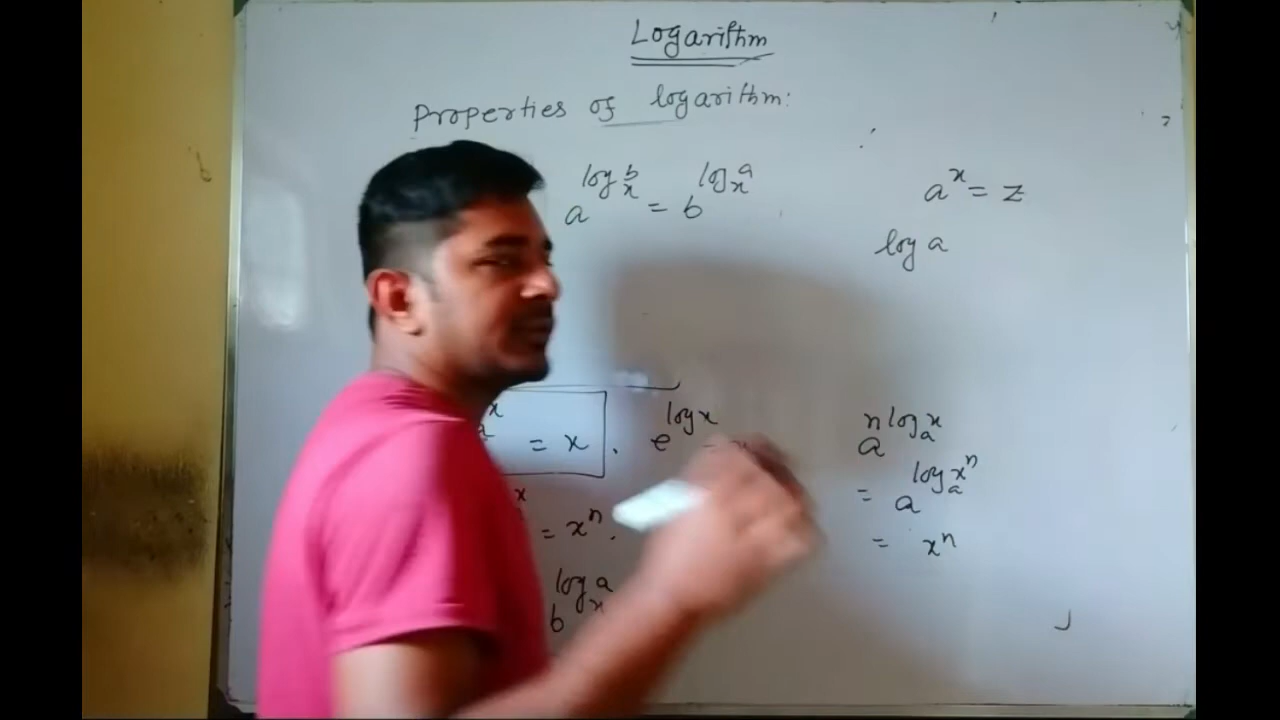 Logarithm
Properties of logarithm:
a^{log_x b} = b^{log_x a}
a^x = z
log a
x
a
= x . e^{log x} =
x
= x^n .
b^{log_x a}
a^{n log_a x}
= a^{log_a x^n}
= x^n